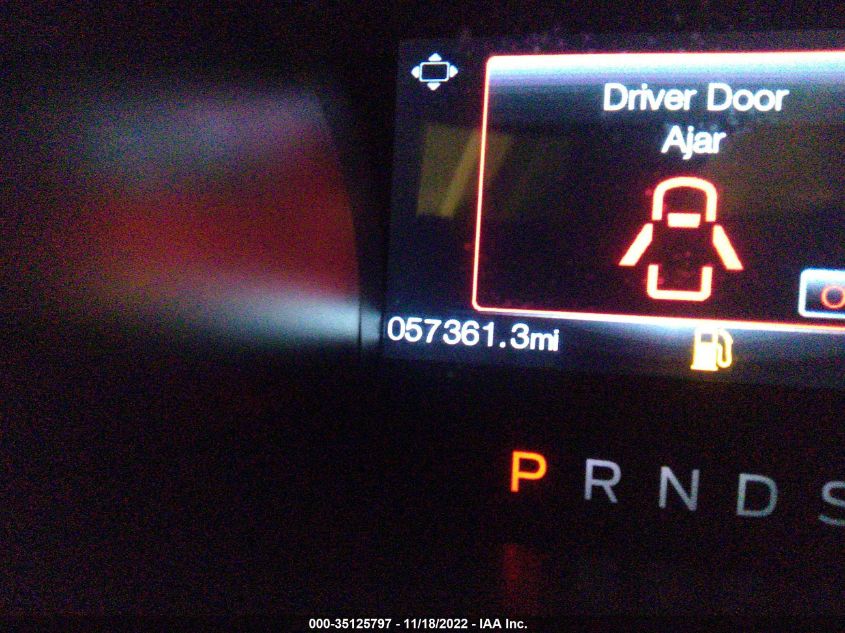 Driver Door
Ajar
057361.3mi
P R N D S
000-35125797 - 11/18/2022 - IAA Inc.